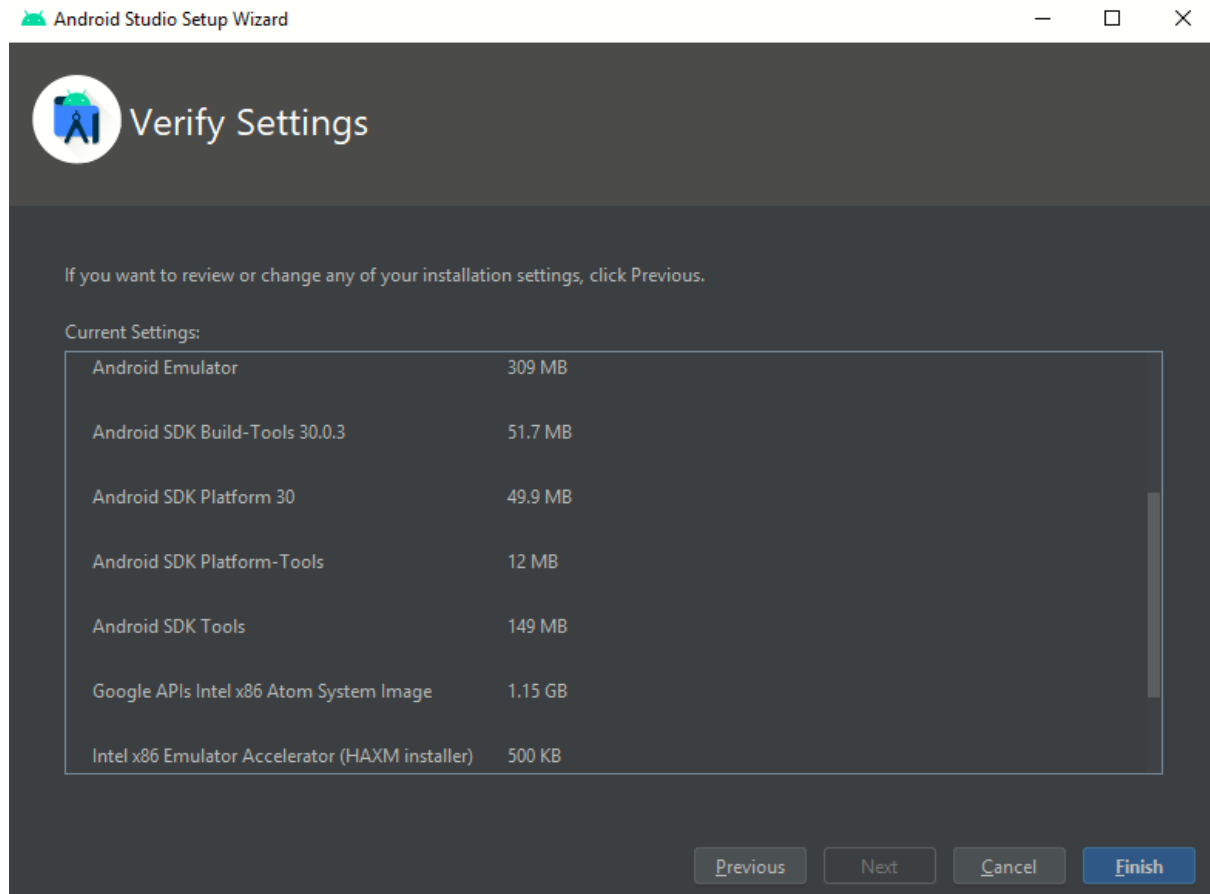 Android Studio Setup Wizard
Verify Settings
If you want to review or change any of your installation settings, click Previous.
Current Settings:
Android Emulator 309 MB
Android SDK Build-Tools 30.0.3 51.7 MB
Android SDK Platform 30 49.9 MB
Android SDK Platform-Tools 12 MB
Android SDK Tools 149 MB
Google APIs Intel x86 Atom System Image 1.15 GB
Intel x86 Emulator Accelerator (HAXM installer) 500 KB
Previous Next Cancel Finish